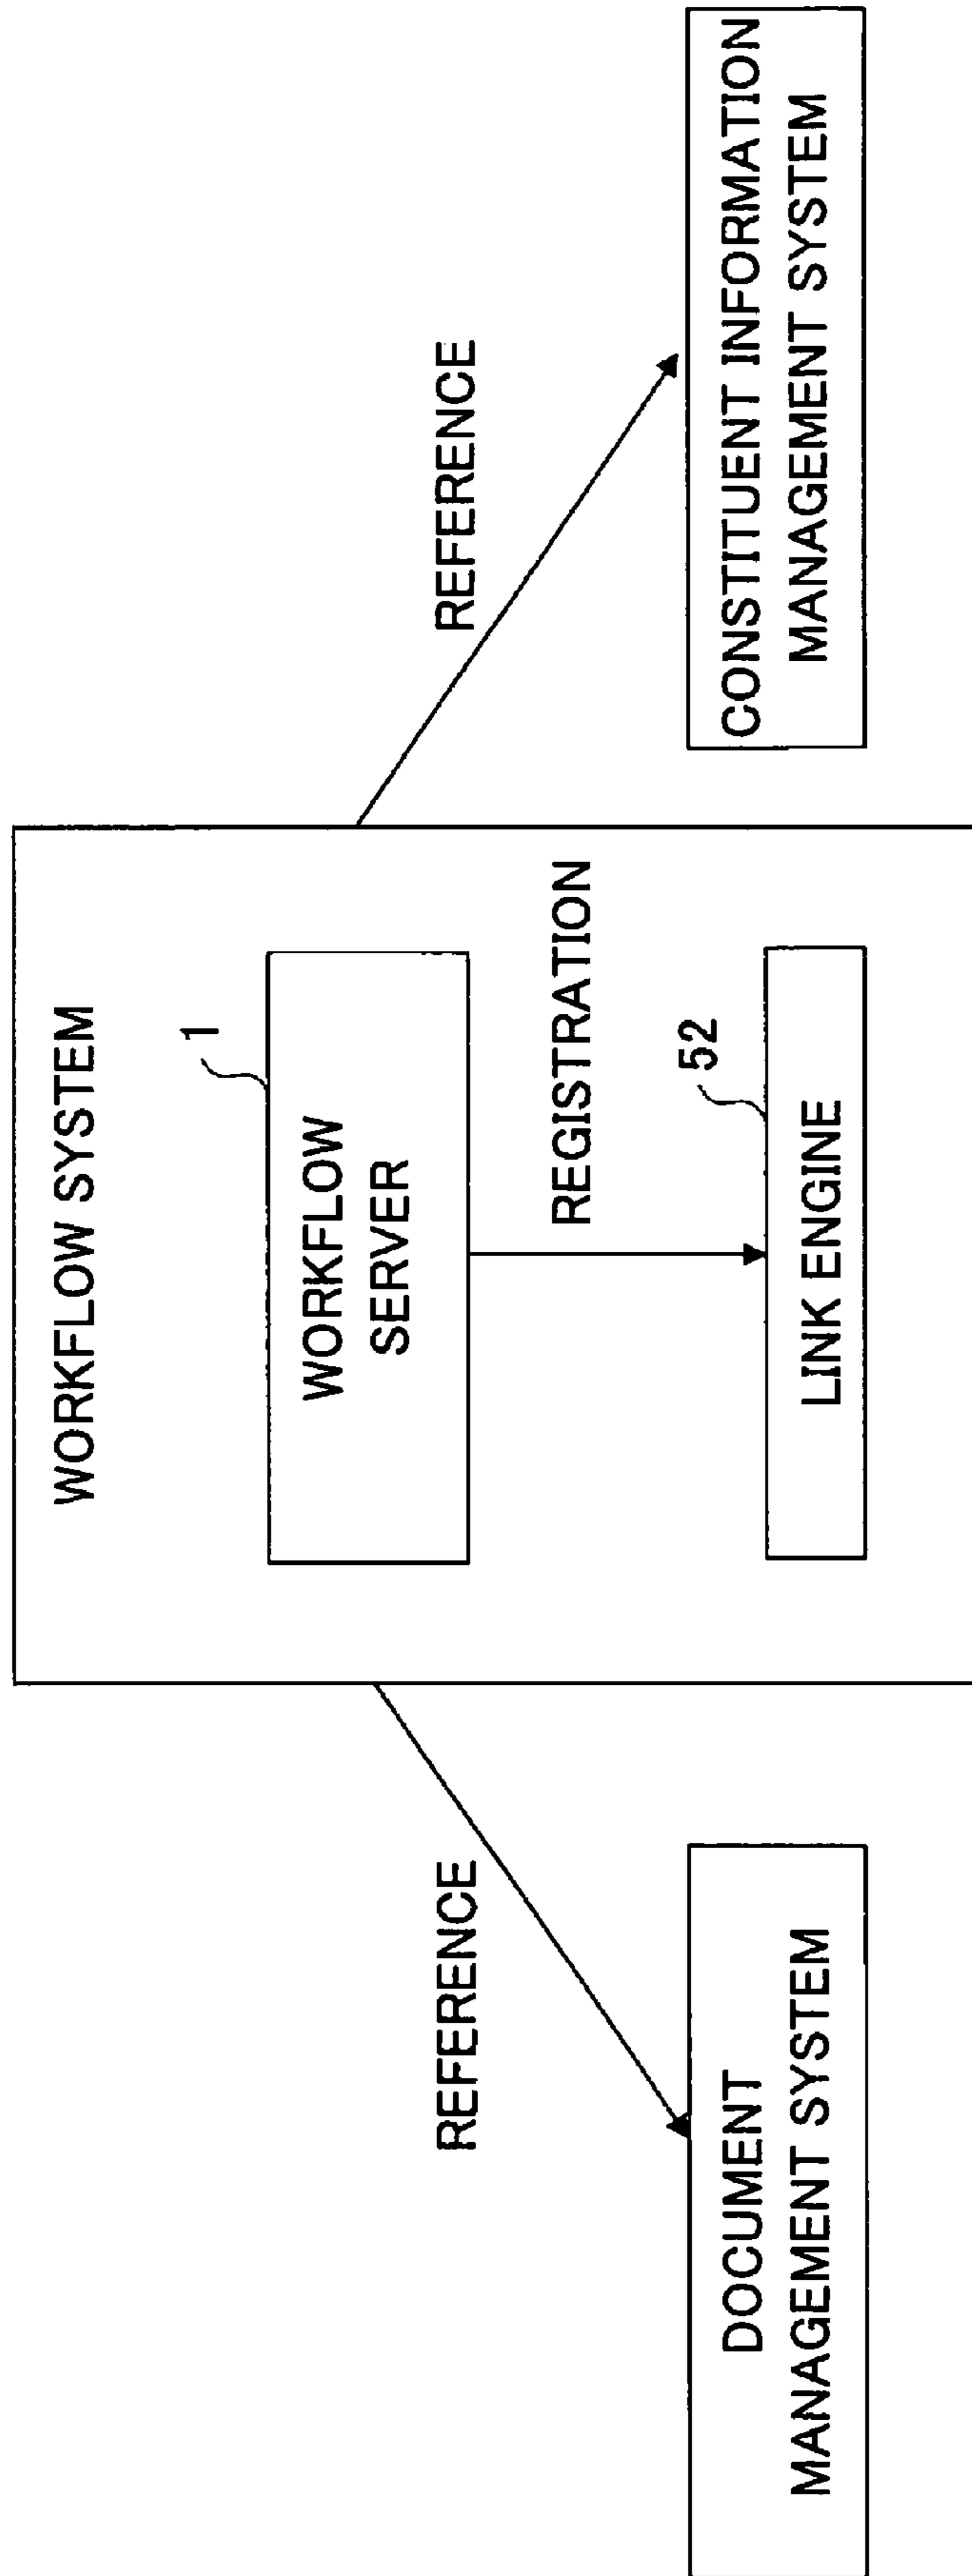 WORKFLOW SYSTEM
1
WORKFLOW
SERVER
REFERENCE
REFERENCE
REGISTRATION
52
DOCUMENT
MANAGEMENT SYSTEM
LINK ENGINE
CONSTITUENT INFORMATION
MANAGEMENT SYSTEM